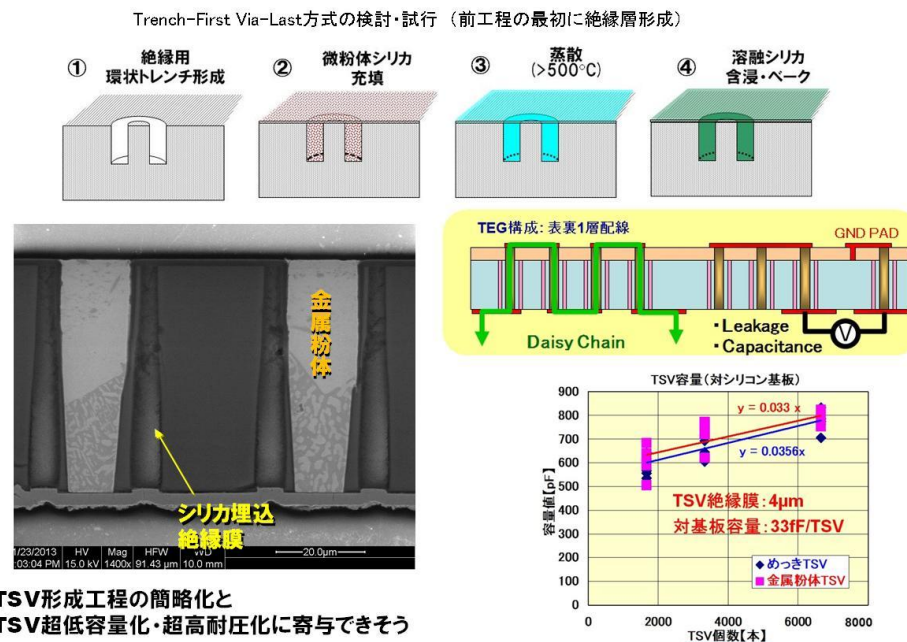 Trench-First Via-Last方式の検討・試行 (前工程の最初に絶縁層形成)
① 絶縁用
環状トレンチ形成
② 微粉体シリカ
充填
③ 蒸散
(>500°C)
④ 溶融シリカ
含浸・ベーク
金属粉体
シリカ埋込
絶縁膜
1/23/2013 HV Mag HFW WD 20.0μm
:03:04 PM 15.0 kV 1400x 91.43 μm 10.0 mm
TEG構成: 表裏1層配線
GND PAD
Daisy Chain
・Leakage
・Capacitance
V
TSV容量(対シリコン基板)
容量値【pF】
900
800
700
600
500
400
300
200
100
0
y = 0.033 x
y = 0.0356x
TSV絶縁膜:4μm
対基板容量:33fF/TSV
めっきTSV
金属粉体TSV
0 2000 4000 6000 8000
TSV個数【本】
TSV形成工程の簡略化と
TSV超低容量化・超高耐圧化に寄与できそう